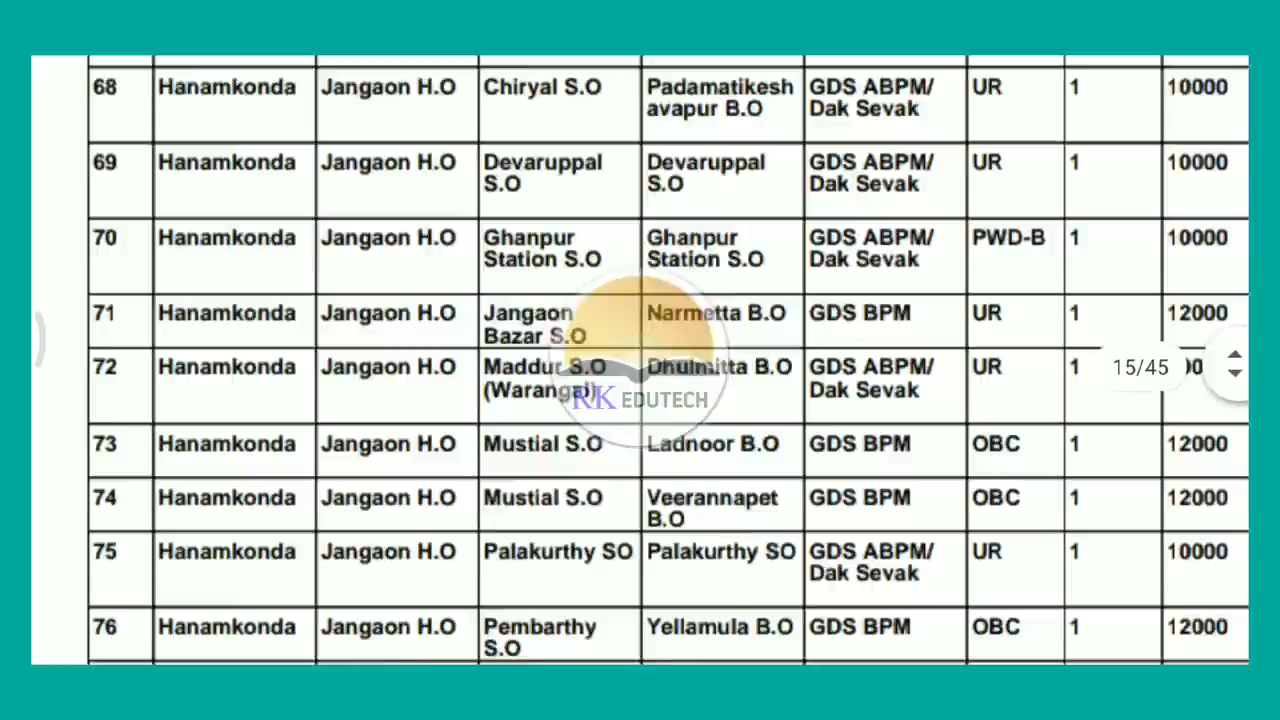 68 Hanamkonda Jangaon H.O Chiryal S.O Padamatikesh GDS ABPM/ UR 1 10000
avapur B.O Dak Sevak
69 Hanamkonda Jangaon H.O Devaruppal Devaruppal GDS ABPM/ UR 1 10000
S.O S.O Dak Sevak
70 Hanamkonda Jangaon H.O Ghanpur Ghanpur GDS ABPM/ PWD-B 1 10000
Station S.O Station S.O Dak Sevak
71 Hanamkonda Jangaon H.O Jangaon Narmetta B.O GDS BPM UR 1 12000
Bazar S.O
72 Hanamkonda Jangaon H.O Maddur S.O Dhulmitta B.O GDS ABPM/ UR 1
15/45
(Warangal) Dak Sevak
RK EDUTECH
73 Hanamkonda Jangaon H.O Mustial S.O Ladnoor B.O GDS BPM OBC 1 12000
74 Hanamkonda Jangaon H.O Mustial S.O Veerannapet GDS BPM OBC 1 12000
B.O
75 Hanamkonda Jangaon H.O Palakurthy SO Palakurthy SO GDS ABPM/ UR 1 10000
Dak Sevak
76 Hanamkonda Jangaon H.O Pembarthy Yellamula B.O GDS BPM OBC 1 12000
S.O